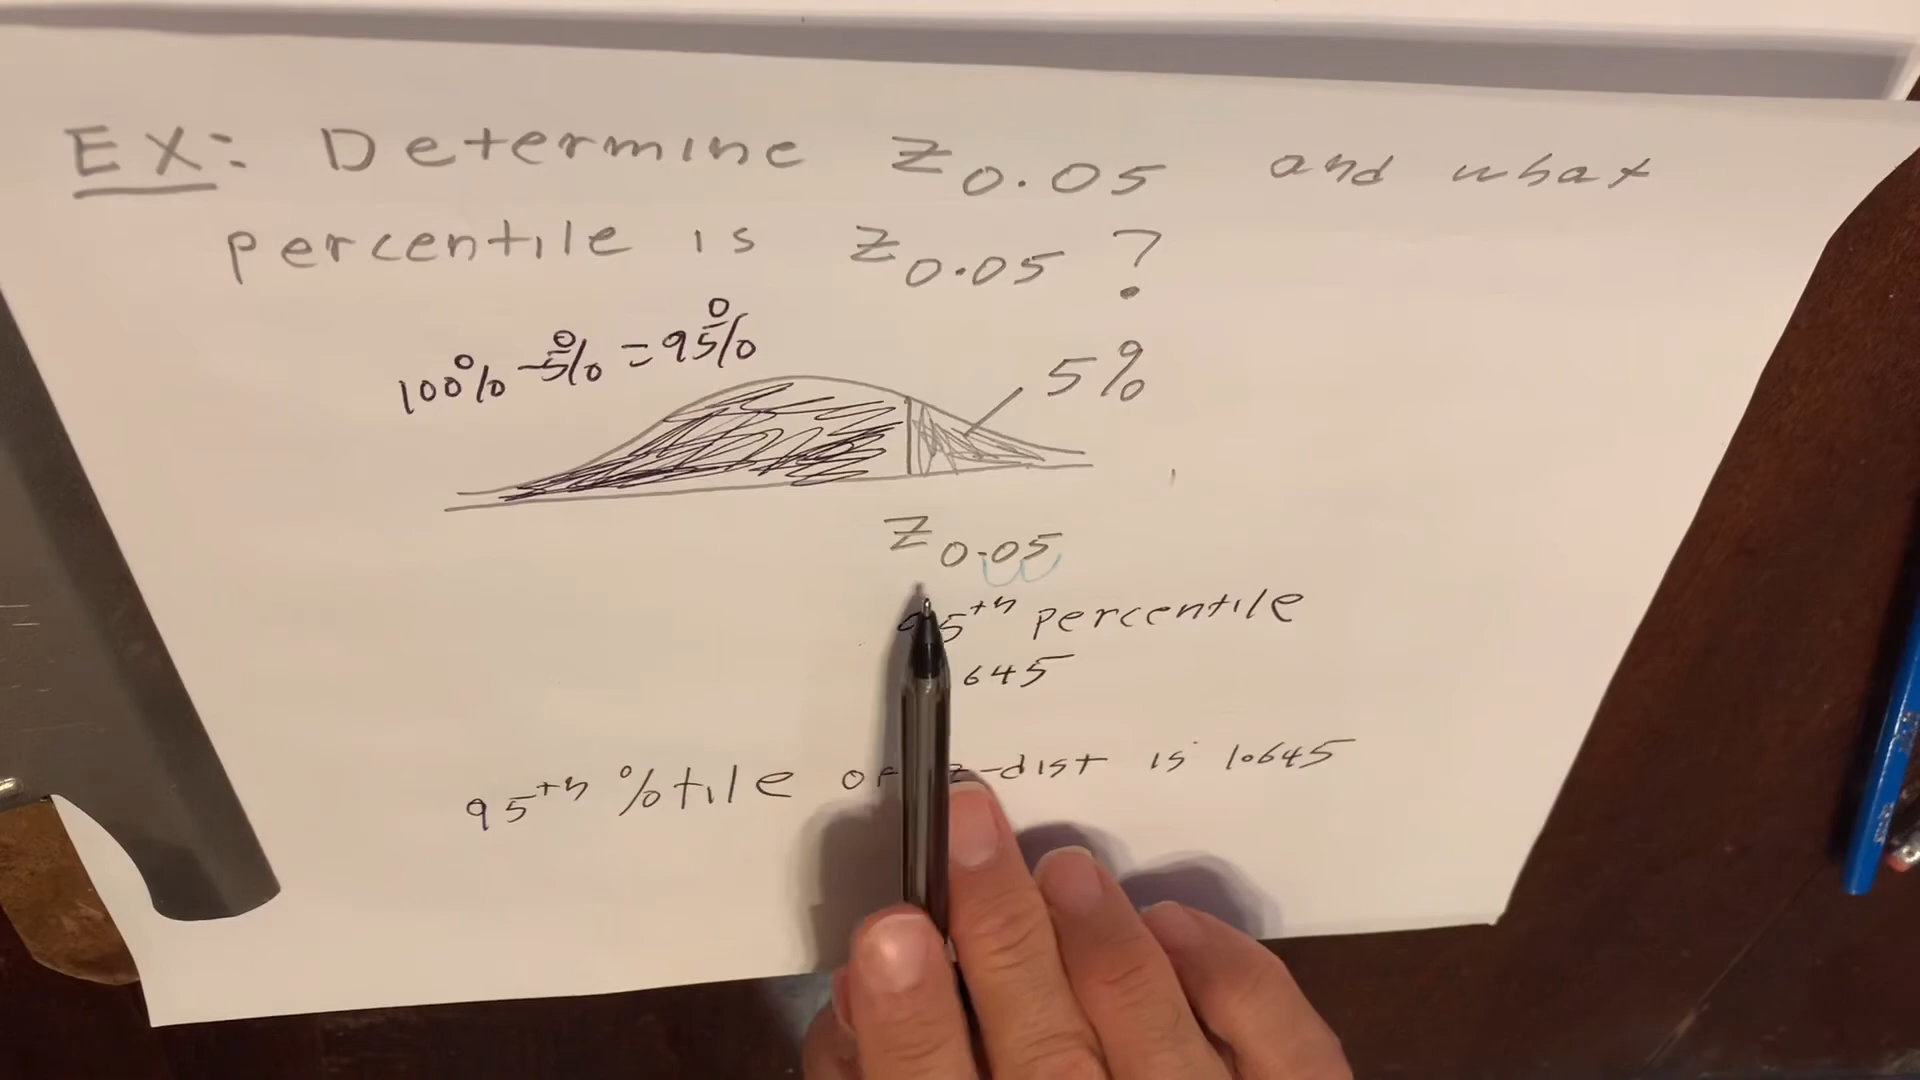 EX: Determine Z0.05 and what
percentile is Z0.05 ?
100% - 5% = 95%
5%
Z0.05
95th percentile
645
95th %tile of z-dist is 1.645